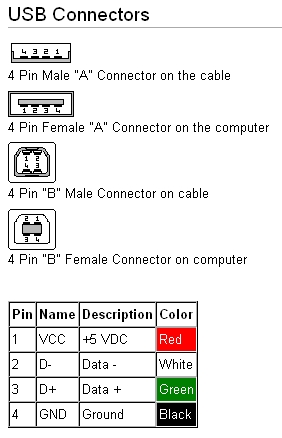 USB Connectors
4 3 2 1
4 Pin Male "A" Connector on the cable
1 2 3 4
4 Pin Female "A" Connector on the computer
1 2
4 3
4 Pin "B" Male Connector on cable
2 1
3 4
4 Pin "B" Female Connector on computer
Pin Name Description Color
1 VCC +5 VDC Red
2 D- Data - White
3 D+ Data + Green
4 GND Ground Black